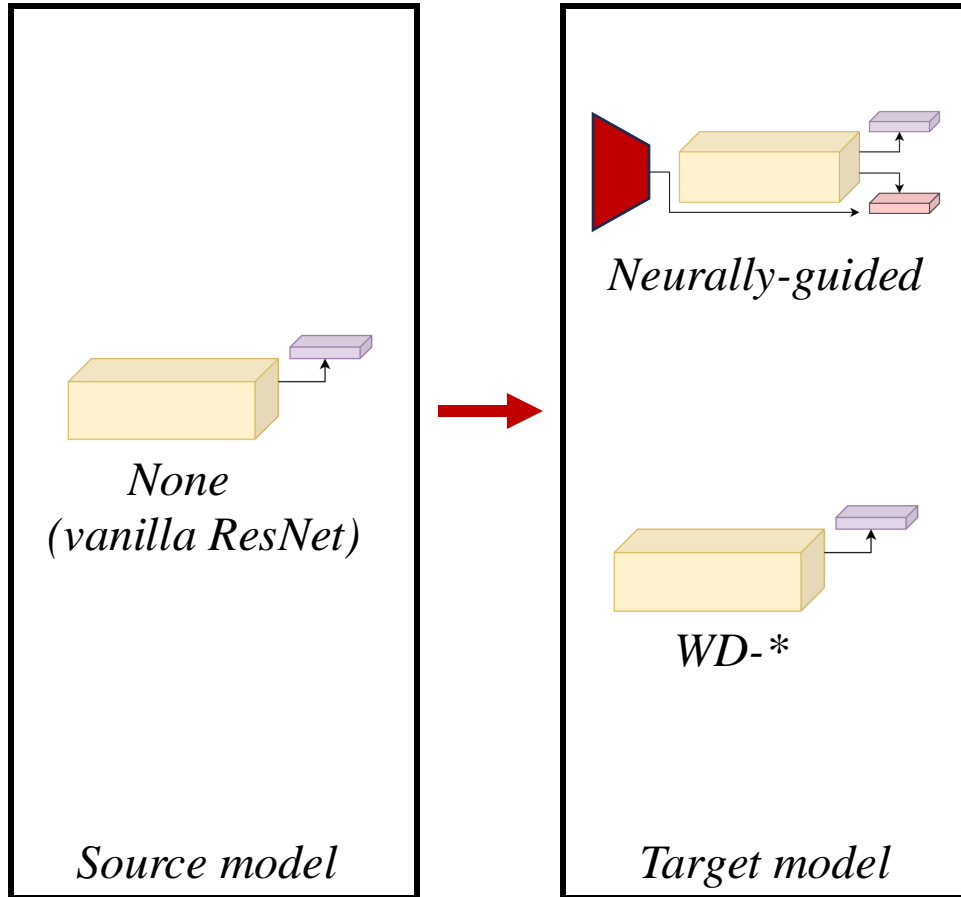 None
(vanilla ResNet)
Source model
Neurally-guided
WD-*
Target model